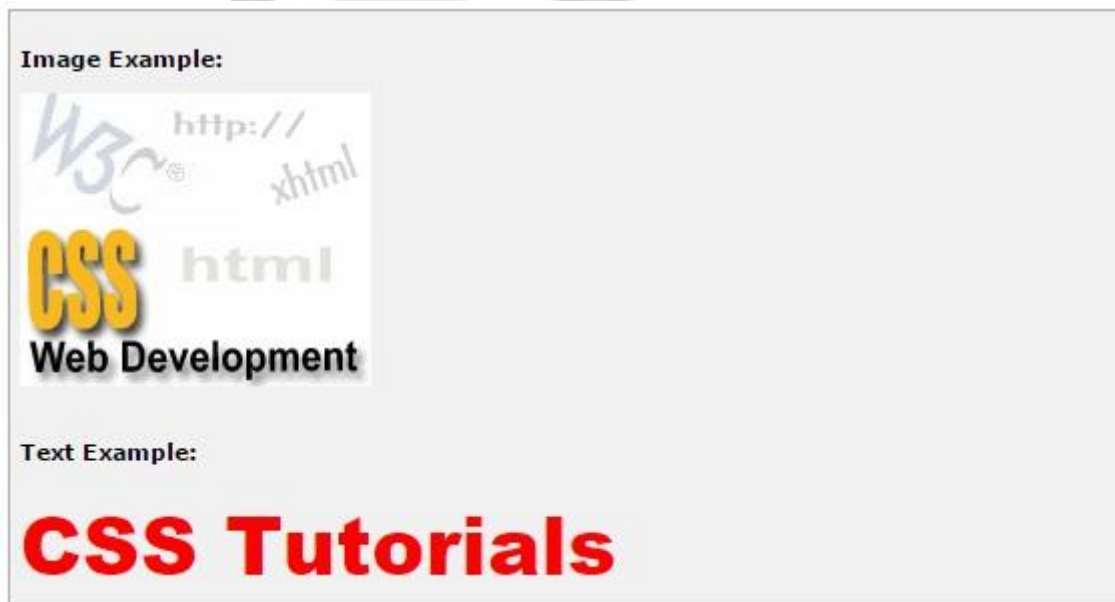 Image Example:
W3C®
http://
xhtml
CSS
html
Web Development
Text Example:
CSS Tutorials